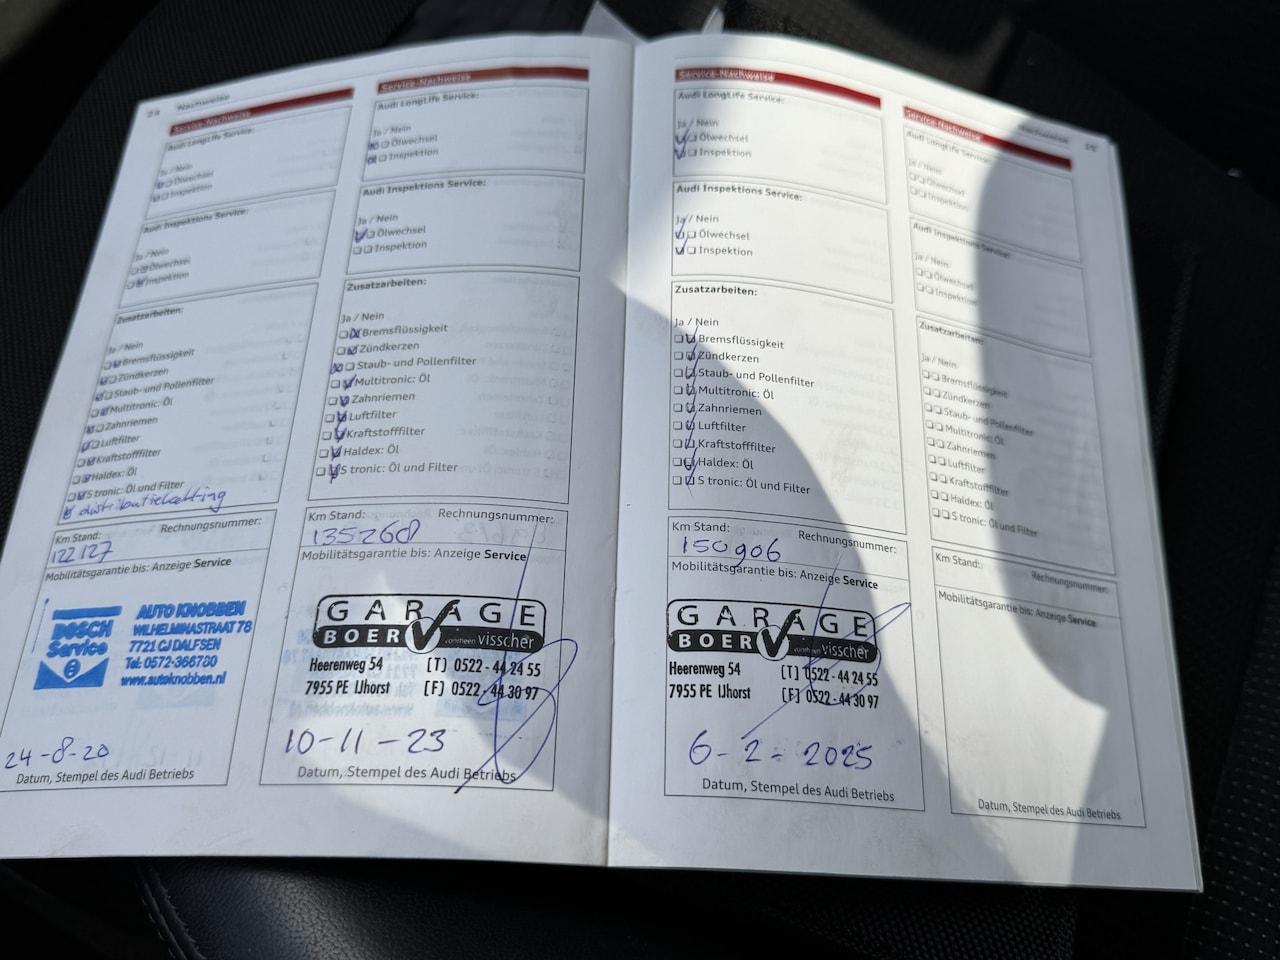 Nachweise
Service-Nachweise
Audi LongLife Service:
Ja / Nein
Ölwechsel
Inspektion
Audi Inspektions Service:
Ja / Nein
Ölwechsel
Inspektion
Zusatzarbeiten:
Ja / Nein
Bremsflüssigkeit
Zündkerzen
Staub- und Pollenfilter
Multitronic: Öl
Zahnriemen
Luftfilter
Kraftstofffilter
Haldex: Öl
S tronic: Öl und Filter
distributieketting
Km Stand: Rechnungsnummer:
122127
Mobilitätsgarantie bis: Anzeige Service
BOSCH
Service
AUTO KNOBBEN
WILHELMINASTRAAT 78
7721 CJ DALFSEN
Tel: 0572-366780
www.autoknobben.nl
24-8-20
Datum, Stempel des Audi Betriebs
Service-Nachweise
Audi LongLife Service:
Ja / Nein
Ölwechsel
Inspektion
Audi Inspektions Service:
Ja / Nein
Ölwechsel
Inspektion
Zusatzarbeiten:
Ja / Nein
Bremsflüssigkeit
Zündkerzen
Staub- und Pollenfilter
Multitronic: Öl
Zahnriemen
Luftfilter
Kraftstofffilter
Haldex: Öl
S tronic: Öl und Filter
Km Stand: Rechnungsnummer:
135260
Mobilitätsgarantie bis: Anzeige Service
GARAGE
BOER voorheen visscher
Heerenweg 54 [T] 0522 - 44 24 55
7955 PE IJhorst [F] 0522 - 44 30 97
10-11-23
Datum, Stempel des Audi Betriebs
Service-Nachweise
Audi LongLife Service:
Ja / Nein
Ölwechsel
Inspektion
Audi Inspektions Service:
Ja / Nein
Ölwechsel
Inspektion
Zusatzarbeiten:
Ja / Nein
Bremsflüssigkeit
Zündkerzen
Staub- und Pollenfilter
Multitronic: Öl
Zahnriemen
Luftfilter
Kraftstofffilter
Haldex: Öl
S tronic: Öl und Filter
Km Stand: Rechnungsnummer:
150906
Mobilitätsgarantie bis: Anzeige Service
GARAGE
BOER voorheen visscher
Heerenweg 54 [T] 0522 - 44 24 55
7955 PE IJhorst [F] 0522 - 44 30 97
6-2-2025
Datum, Stempel des Audi Betriebs
Nachweise
Service-Nachweise
Audi LongLife Service:
Ja / Nein
Ölwechsel
Inspektion
Audi Inspektions Service:
Ja / Nein
Ölwechsel
Inspektion
Zusatzarbeiten:
Ja / Nein
Bremsflüssigkeit
Zündkerzen
Staub- und Pollenfilter
Multitronic: Öl
Zahnriemen
Luftfilter
Kraftstofffilter
Haldex: Öl
S tronic: Öl und Filter
Km Stand: Rechnungsnummer:
Mobilitätsgarantie bis: Anzeige Service
Datum, Stempel des Audi Betriebs